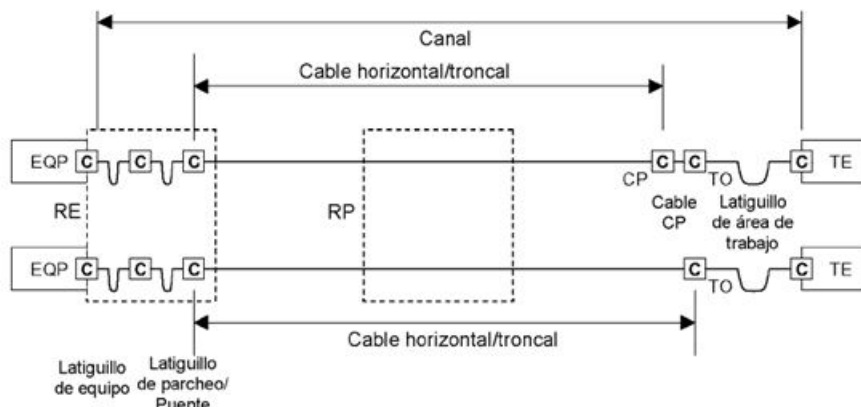 Canal
Cable horizontal/troncal
EQP C C C C C C TE
CP TO
RE RP
Cable
CP
Latiguillo
de área de
trabajo
EQP C C C C C TE
TO
Cable horizontal/troncal
Latiguillo
de equipo
Latiguillo
de parcheo/
Puente